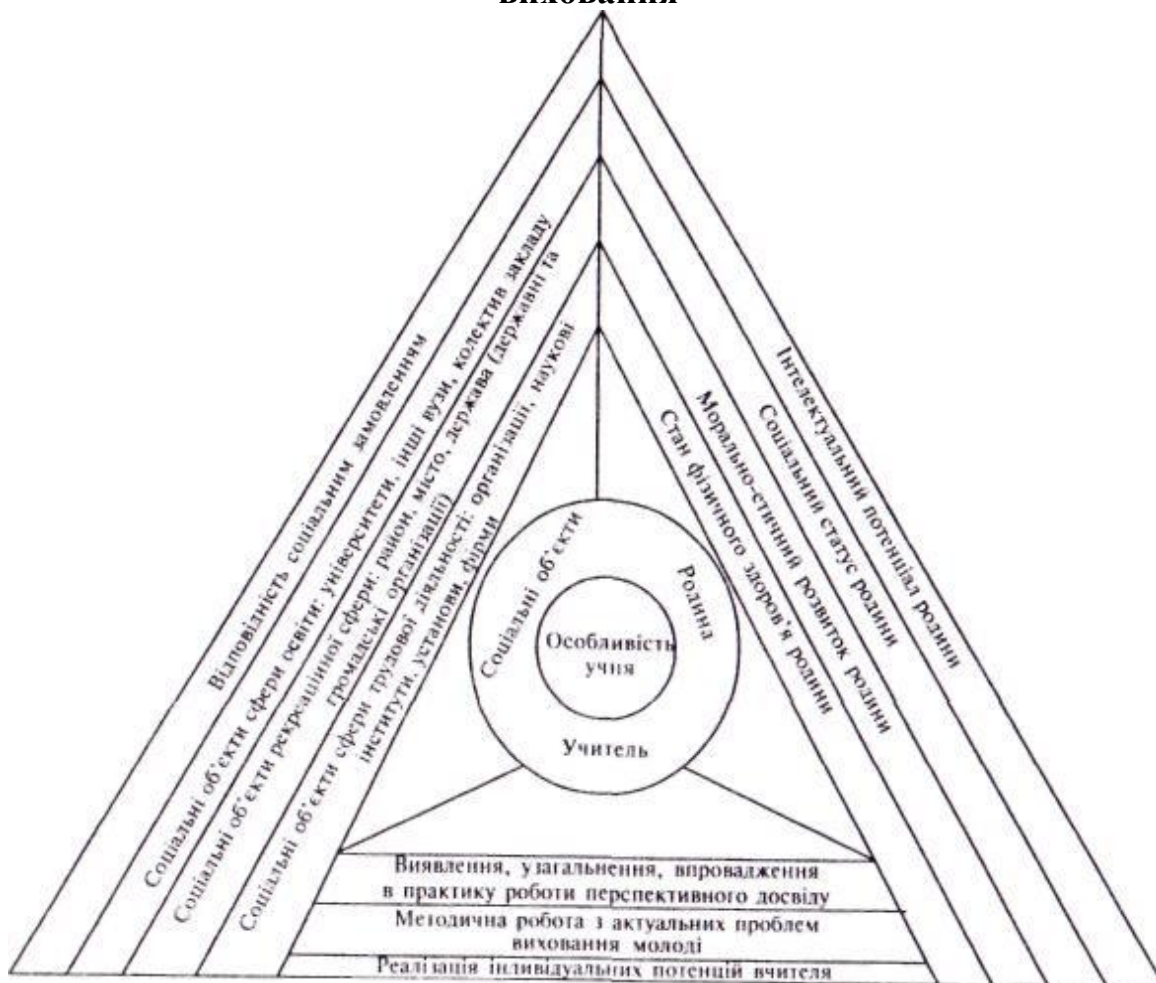 виховання
Відповідність соціальним замовленням
Соціальні об'єкти сфери освіти: університети, інші вузи, колектив закладу
Соціальні об'єкти рекреаційної сфери: район, місто, держава (державні та
громадські організації)
Соціальні об'єкти сфери трудової діяльності: організації, наукові
інститути, установи, фірми
Інтелектуальний потенціал родини
Соціальний статус родини
Морально-етичний розвиток родини
Стан фізичного здоров'я родини
Соціальні об'єкти
Родина
Особливість
учня
Учитель
Виявлення, узагальнення, впровадження
в практику роботи перспективного досвіду
Методична робота з актуальних проблем
виховання молоді
Реалізація індивідуальних потенцій вчителя